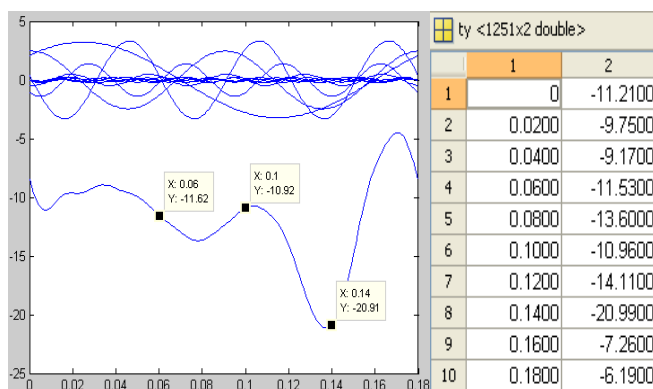 5
0
-5
-10
-15
-20
-25
0 0.02 0.04 0.06 0.08 0.1 0.12 0.14 0.16 0.18
X: 0.06
Y: -11.62
X: 0.1
Y: -10.92
X: 0.14
Y: -20.91
ty <1251x2 double>
1 2
1 0 -11.2100
2 0.0200 -9.7500
3 0.0400 -9.1700
4 0.0600 -11.5300
5 0.0800 -13.6000
6 0.1000 -10.9600
7 0.1200 -14.1100
8 0.1400 -20.9900
9 0.1600 -7.2600
10 0.1800 -6.1900